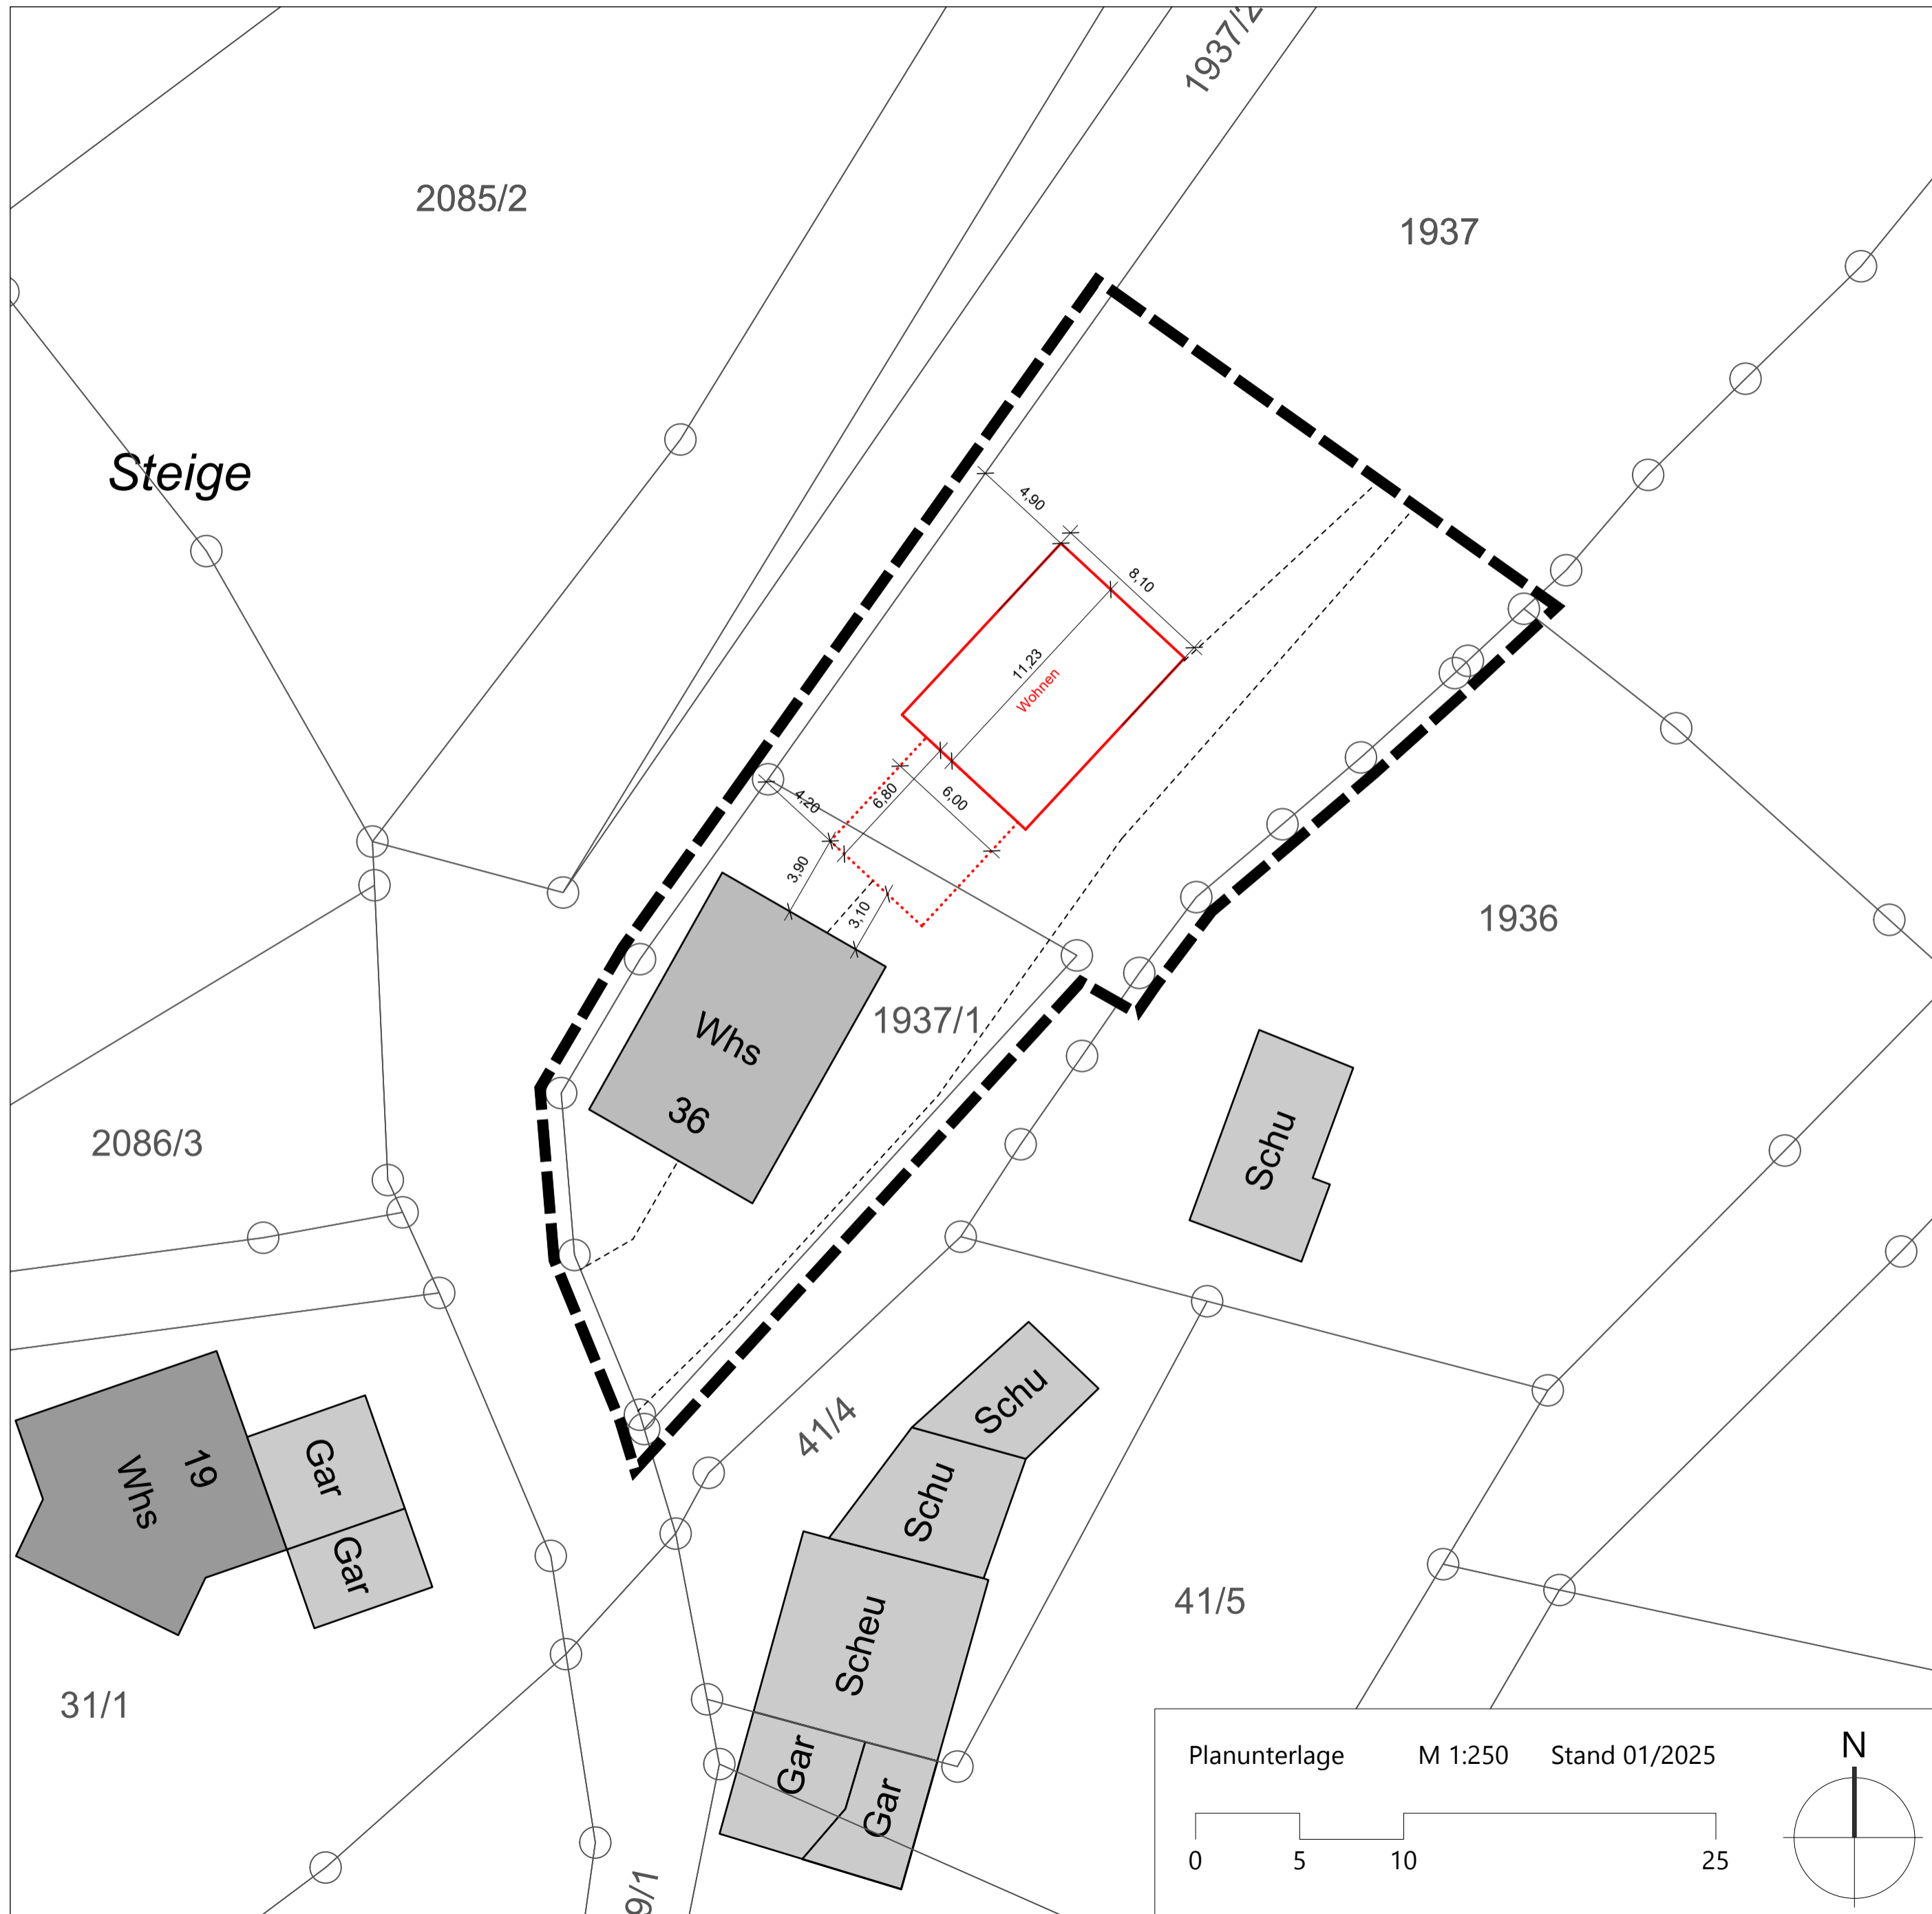 1937/2
2085/2
1937
Steige
4,90
8,10
11,23
Wohnen
4,20
6,80
6,00
3,90
3,10
1936
1937/1
Whs
36
2086/3
Schu
41/4
Schu
Schu
19
Whs
Gar
Gar
Scheu
41/5
31/1
Gar
Gar
9/1
Planunterlage M 1:250 Stand 01/2025
N
0 5 10 25